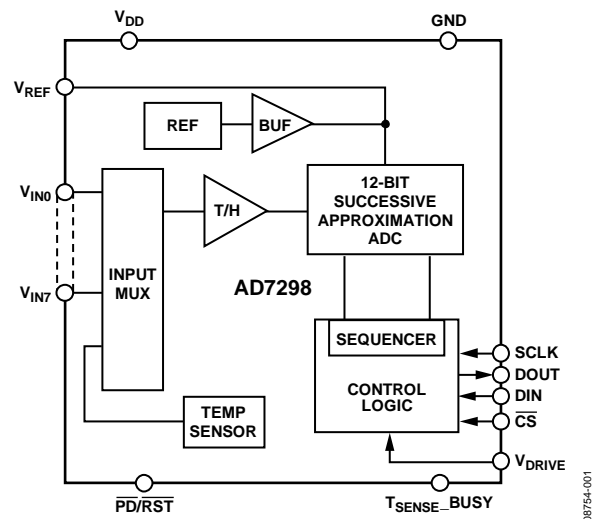 VDD
GND
VREF
REF
BUF
VIN0
T/H
12-BIT
SUCCESSIVE
APPROXIMATION
ADC
INPUT
MUX
AD7298
VIN7
SEQUENCER
SCLK
DOUT
CONTROL
LOGIC
DIN
CS
TEMP
SENSOR
VDRIVE
PD/RST
TSENSE_BUSY
08754-001